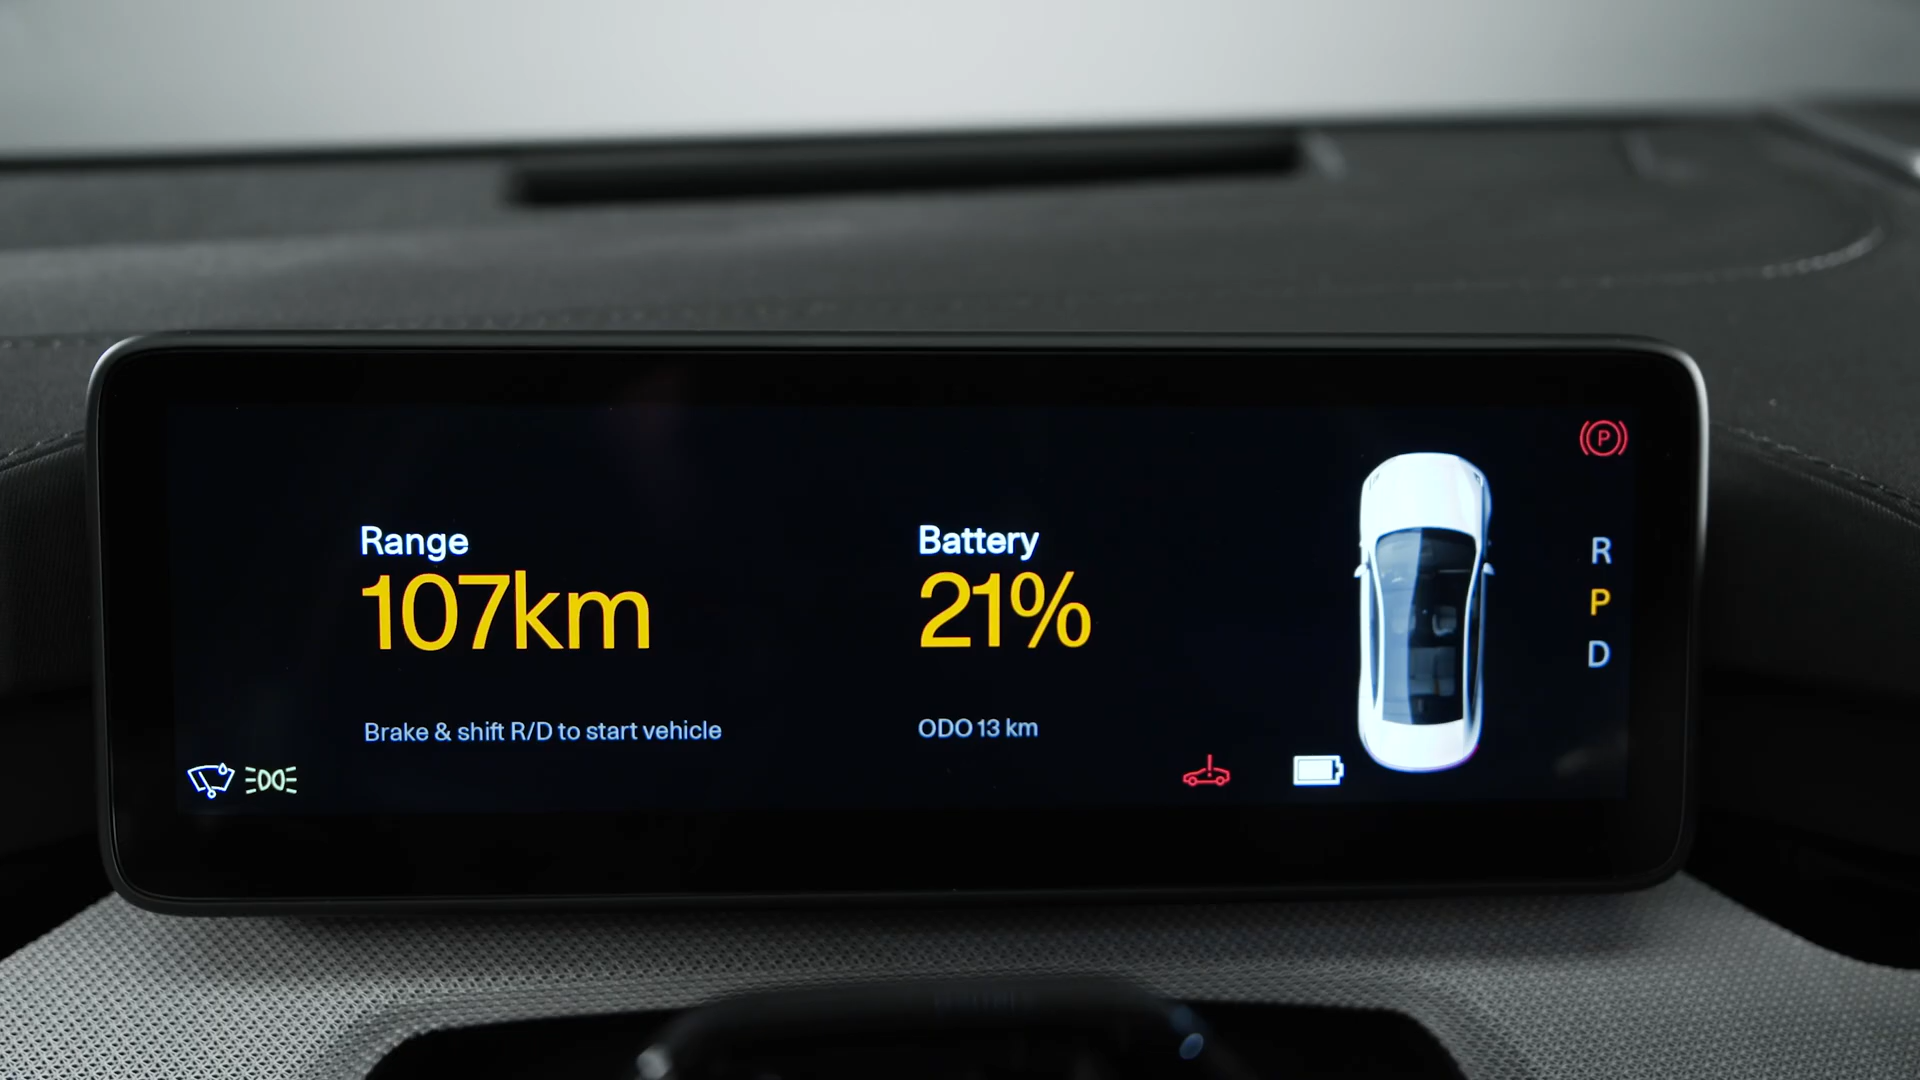 P
Range
Battery
107km
21%
R
P
D
Brake & shift R/D to start vehicle
ODO 13 km